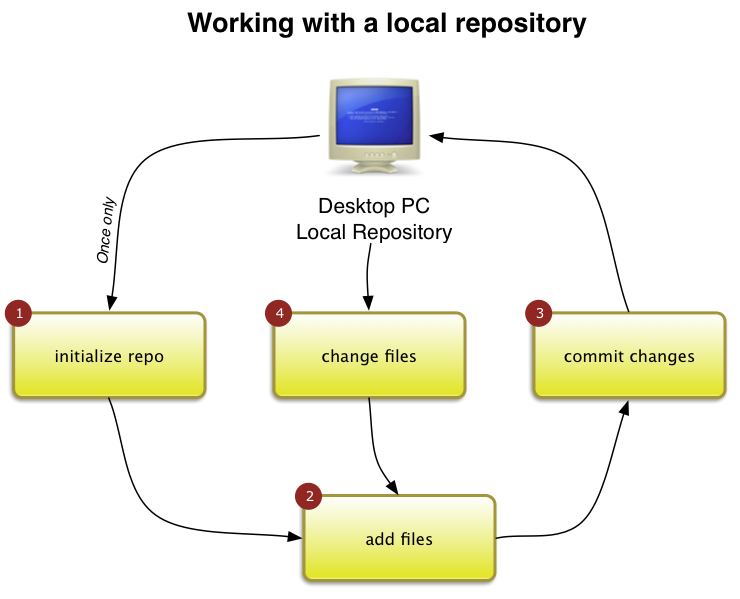 Working with a local repository
Desktop PC
Local Repository
Once only
1
initialize repo
4
change files
3
commit changes
2
add files